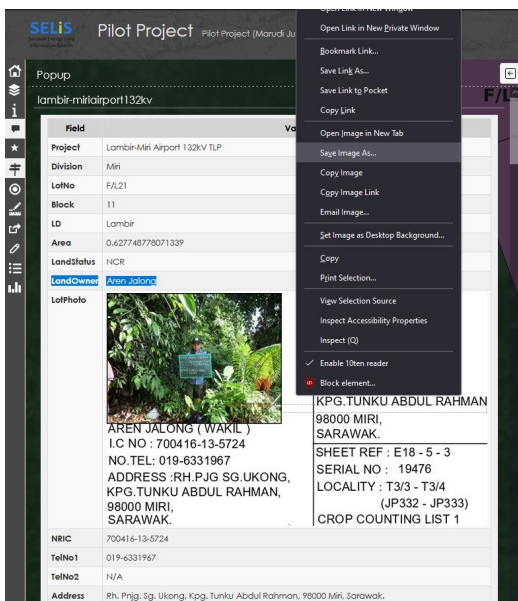 SELiS
Pilot Project Pilot Project (Marudi Ju
Popup
lambir-miriairport132kv
F/L
Field
Va
Project Lambir-Miri Airport 132kV TLP
Division Miri
LotNo F/L21
Block 11
LD Lambir
Area 0.627748778071339
LandStatus NCR
LandOwner Aren Jalong
LotPhoto
AREN JALONG ( WAKIL )
I.C NO : 700416-13-5724
NO.TEL: 019-6331967
ADDRESS :RH.PJG SG.UKONG,
KPG.TUNKU ABDUL RAHMAN,
98000 MIRI,
SARAWAK.
KPG.TUNKU ABDUL RAHMAN
98000 MIRI,
SARAWAK.
SHEET REF : E18 - 5 - 3
SERIAL NO : 19476
LOCALITY : T3/3 - T3/4
(JP332 - JP333)
CROP COUNTING LIST 1
NRIC 700416-13-5724
TelNo1 019-6331967
TelNo2 N/A
Address Rh. Pnjg. Sg. Ukong, Kpg. Tunku Abdul Rahman, 98000 Miri, Sarawak.
Open Link in New Window
Open Link in New Private Window
Bookmark Link...
Save Link As...
Save Link to Pocket
Copy Link
Open Image in New Tab
Save Image As...
Copy Image
Copy Image Link
Email Image...
Set Image as Desktop Background...
Copy
Print Selection...
View Selection Source
Inspect Accessibility Properties
Inspect (Q)
Enable 10ten reader
Block element...